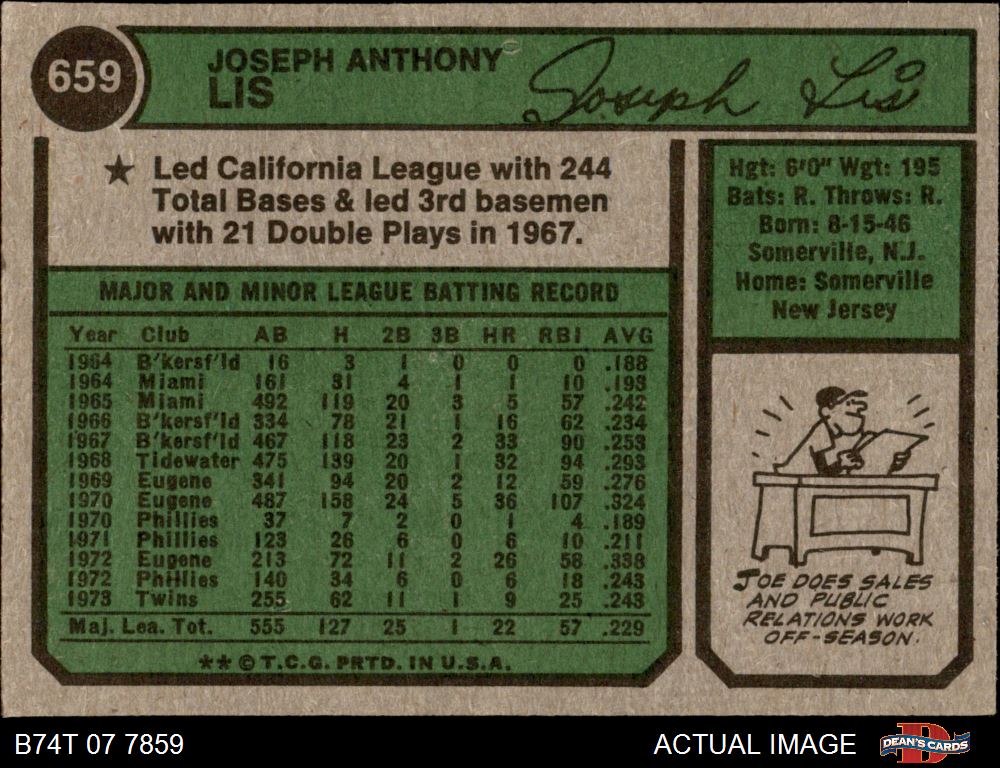 659
JOSEPH ANTHONY
LIS
Joseph Lis
★ Led California League with 244
Total Bases & led 3rd basemen
with 21 Double Plays in 1967.
MAJOR AND MINOR LEAGUE BATTING RECORD
Year Club AB H 2B 3B HR RBI AVG
1964 B'kersf'ld 16 3 1 0 0 0 .188
1964 Miami 161 31 4 1 1 10 .193
1965 Miami 492 119 20 3 5 57 .242
1966 B'kersf'ld 334 78 21 1 16 62 .234
1967 B'kersf'ld 467 118 23 2 33 90 .253
1968 Tidewater 475 139 20 1 32 94 .293
1969 Eugene 341 94 20 2 12 59 .276
1970 Eugene 487 158 24 5 36 107 .324
1970 Phillies 37 7 2 0 1 4 .189
1971 Phillies 123 26 6 0 6 10 .211
1972 Eugene 213 72 11 2 26 58 .338
1972 Phillies 140 34 6 0 6 18 .243
1973 Twins 255 62 11 1 9 25 .243
Maj. Lea. Tot. 555 127 25 1 22 57 .229
** © T.C.G. PRTD. IN U.S.A.
Hgt: 6'0" Wgt: 195
Bats: R. Throws: R.
Born: 8-15-46
Somerville, N.J.
Home: Somerville
New Jersey
JOE DOES SALES
AND PUBLIC
RELATIONS WORK
OFF-SEASON.
B74T 07 7859
ACTUAL IMAGE
D
DEAN'S CARDS